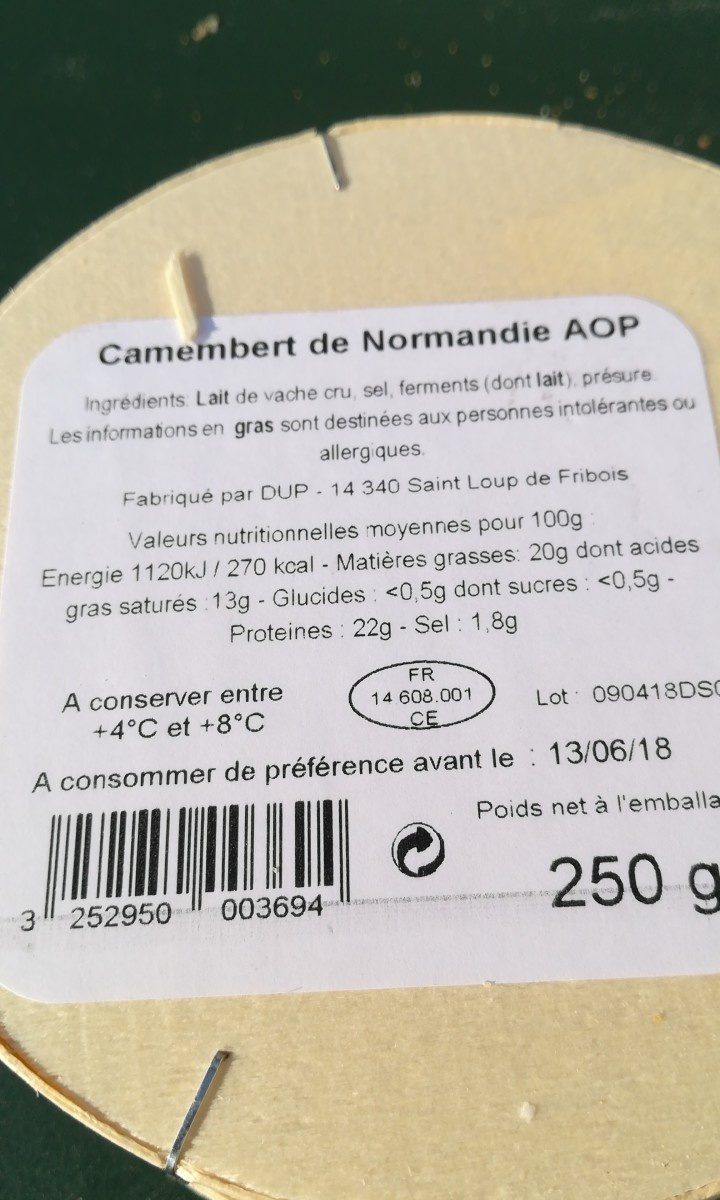 Camembert de Normandie AOP
Ingrédients: Lait de vache cru, sel, ferments (dont lait), présure
Les informations en gras sont destinées aux personnes intolérantes ou
allergiques.
Fabriqué par DUP - 14 340 Saint Loup de Fribois
Valeurs nutritionnelles moyennes pour 100g :
Energie 1120kJ / 270 kcal - Matières grasses: 20g dont acides
gras saturés :13g - Glucides : <0,5g dont sucres : <0,5g -
Proteines : 22g - Sel : 1,8g
A conserver entre
+4°C et +8°C
FR
14 608.001
CE
Lot : 090418DS
A consommer de préférence avant le : 13/06/18
Poids net à l'emballa
250 g
3 252950 003694